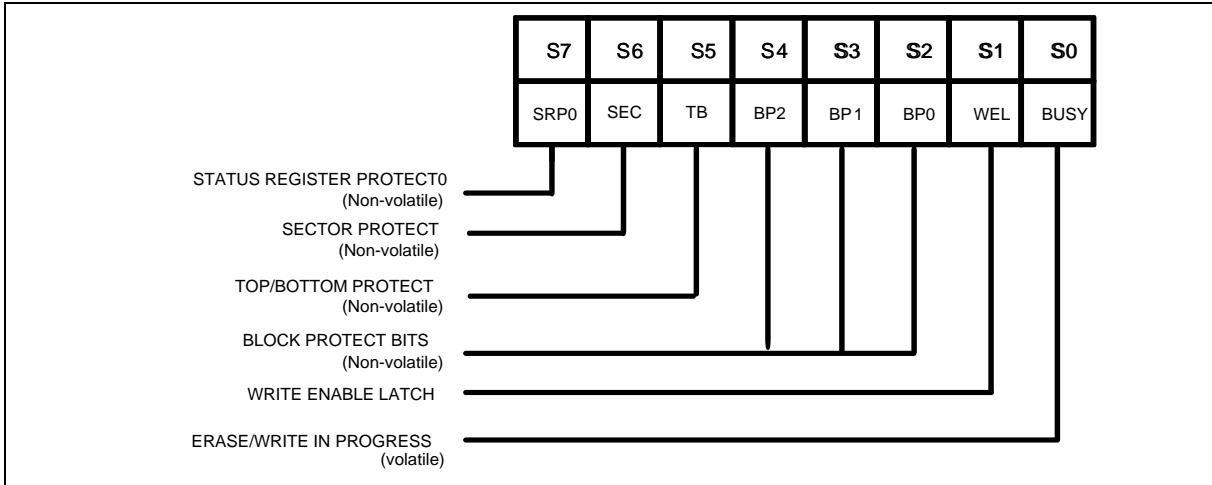 S7 S6 S5 S4 S3 S2 S1 S0
SRP0 SEC TB BP2 BP1 BP0 WEL BUSY
STATUS REGISTER PROTECT0
(Non-volatile)
SECTOR PROTECT
(Non-volatile)
TOP/BOTTOM PROTECT
(Non-volatile)
BLOCK PROTECT BITS
(Non-volatile)
WRITE ENABLE LATCH
ERASE/WRITE IN PROGRESS
(volatile)